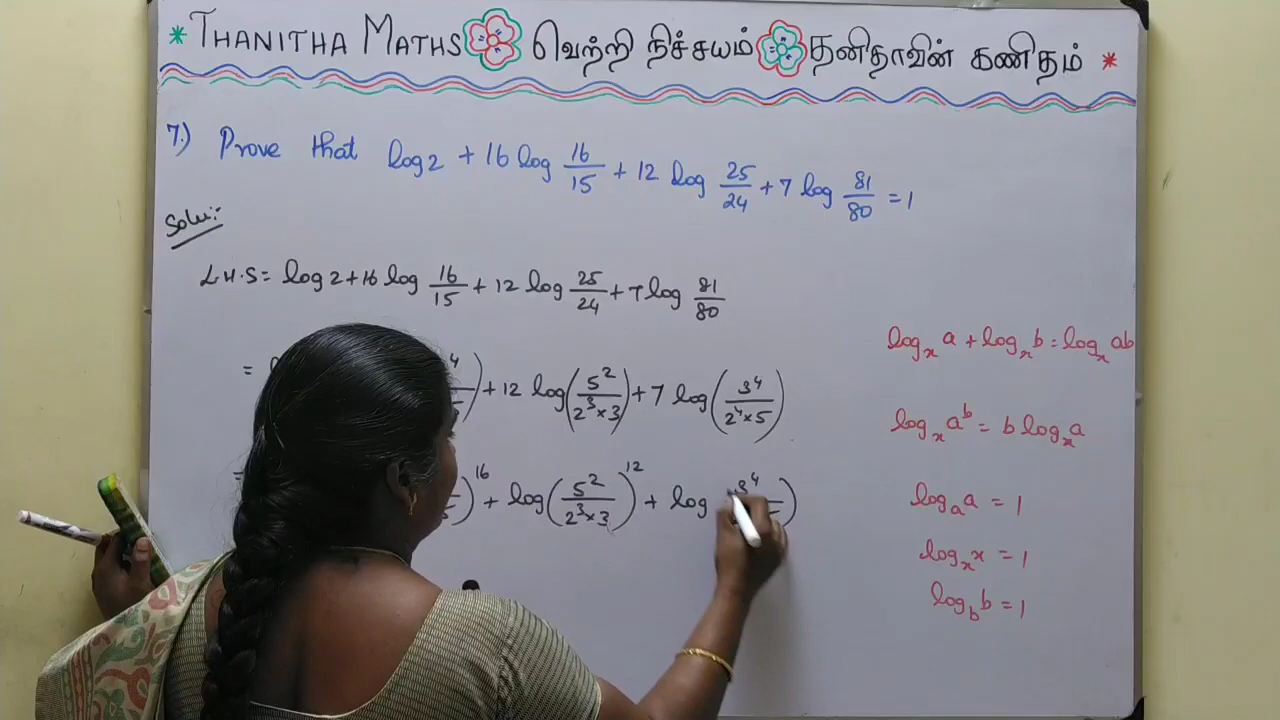 * THANITHA MATHS வெற்றி நிச்சயம் தனிதாவின் கணிதம் *
7.) Prove that log2 + 16 log 16/15 + 12 log 25/24 + 7 log 81/80 = 1
Solu:-
L.H.S = log 2 + 16 log 16/15 + 12 log 25/24 + 7 log 81/80
= + 12 log (5²/2³×3) + 7 log (3⁴/2⁴×5)
= )¹⁶ + log (5²/2³×3)¹² + log 3⁴ )
logₓ a + logₓ b = logₓ ab
logₓ aᵇ = b logₓ a
logₐ a = 1
logₓ x = 1
log_b b = 1